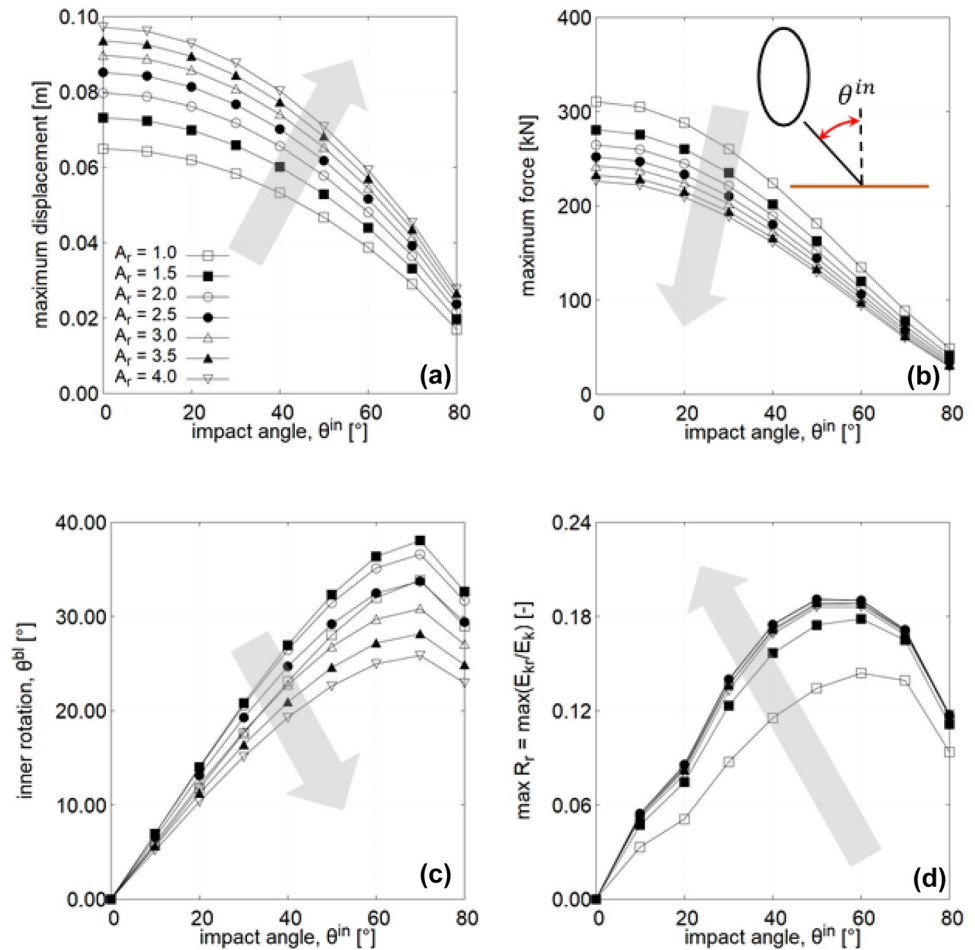 0.10
0.08
0.06
0.04
0.02
0.00
maximum displacement [m]
A_r = 1.0
A_r = 1.5
A_r = 2.0
A_r = 2.5
A_r = 3.0
A_r = 3.5
A_r = 4.0
(a)
0 20 40 60 80
impact angle, θ^in [°]
400
300
200
100
0
maximum force [kN]
θ^in
(b)
0 20 40 60 80
impact angle, θ^in [°]
40.00
30.00
20.00
10.00
0.00
inner rotation, θ^bl [°]
(c)
0 20 40 60 80
impact angle, θ^in [°]
0.24
0.18
0.12
0.06
0.00
max R_r = max(E_kr/E_k) [-]
(d)
0 20 40 60 80
impact angle, θ^in [°]